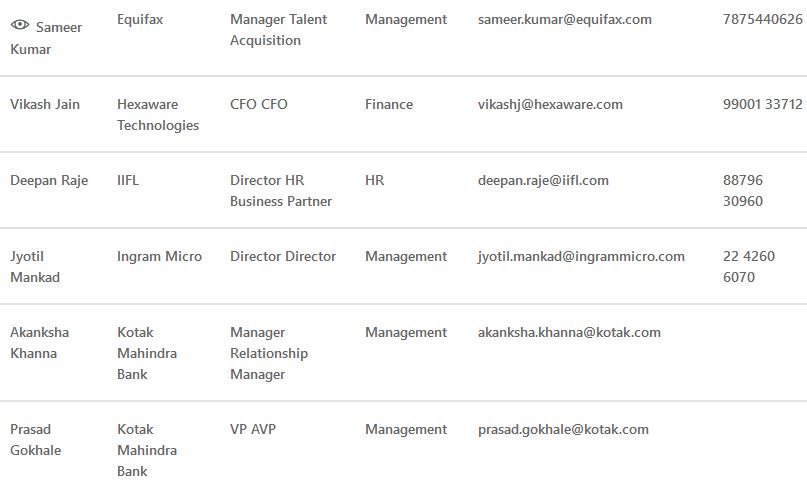 Sameer Kumar Equifax Manager Talent Acquisition Management sameer.kumar@equifax.com 7875440626
Vikash Jain Hexaware Technologies CFO CFO Finance vikashj@hexaware.com 99001 33712
Deepan Raje IIFL Director HR Business Partner HR deepan.raje@iifl.com 88796 30960
Jyotil Mankad Ingram Micro Director Director Management jyotil.mankad@ingrammicro.com 22 4260 6070
Akanksha Khanna Kotak Mahindra Bank Manager Relationship Manager Management akanksha.khanna@kotak.com
Prasad Gokhale Kotak Mahindra Bank VP AVP Management prasad.gokhale@kotak.com